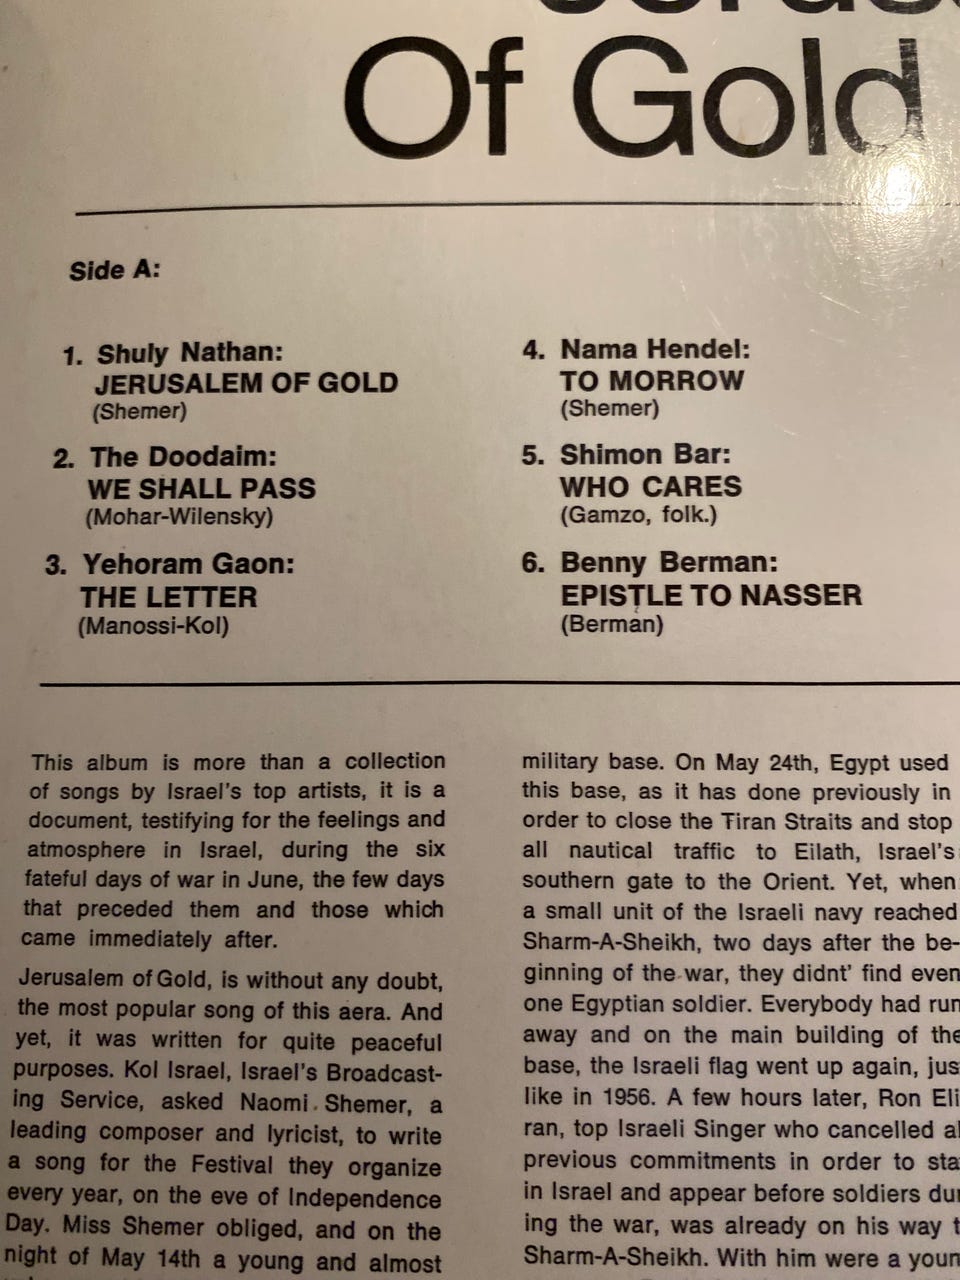 Of Gold
Side A:
1. Shuly Nathan:
JERUSALEM OF GOLD
(Shemer)
2. The Doodaim:
WE SHALL PASS
(Mohar-Wilensky)
3. Yehoram Gaon:
THE LETTER
(Manossi-Kol)
4. Nama Hendel:
TO MORROW
(Shemer)
5. Shimon Bar:
WHO CARES
(Gamzo, folk.)
6. Benny Berman:
EPISTLE TO NASSER
(Berman)
This album is more than a collection
of songs by Israel's top artists, it is a
document, testifying for the feelings and
atmosphere in Israel, during the six
fateful days of war in June, the few days
that preceded them and those which
came immediately after.
Jerusalem of Gold, is without any doubt,
the most popular song of this aera. And
yet, it was written for quite peaceful
purposes. Kol Israel, Israel's Broadcast-
ing Service, asked Naomi Shemer, a
leading composer and lyricist, to write
a song for the Festival they organize
every year, on the eve of Independence
Day. Miss Shemer obliged, and on the
night of May 14th a young and almost
military base. On May 24th, Egypt used
this base, as it has done previously in
order to close the Tiran Straits and stop
all nautical traffic to Eilath, Israel's
southern gate to the Orient. Yet, when
a small unit of the Israeli navy reached
Sharm-A-Sheikh, two days after the be-
ginning of the war, they didnt' find even
one Egyptian soldier. Everybody had run
away and on the main building of the
base, the Israeli flag went up again, jus
like in 1956. A few hours later, Ron Eli
ran, top Israeli Singer who cancelled al
previous commitments in order to sta
in Israel and appear before soldiers dur
ing the war, was already on his way t
Sharm-A-Sheikh. With him were a youn